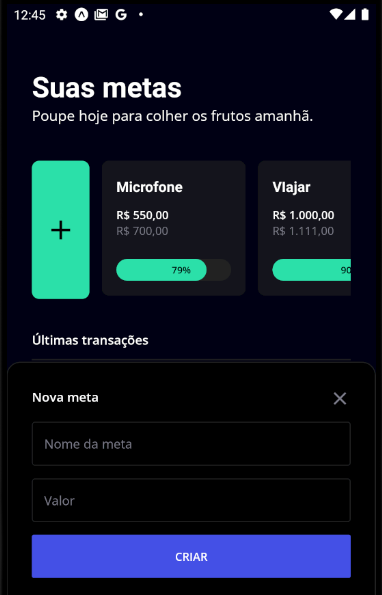 12:45
Suas metas
Poupe hoje para colher os frutos amanhã.
+
Microfone
R$ 550,00
R$ 700,00
79%
VIajar
R$ 1.000,00
R$ 1.111,00
90
Últimas transações
Nova meta
Nome da meta
Valor
CRIAR